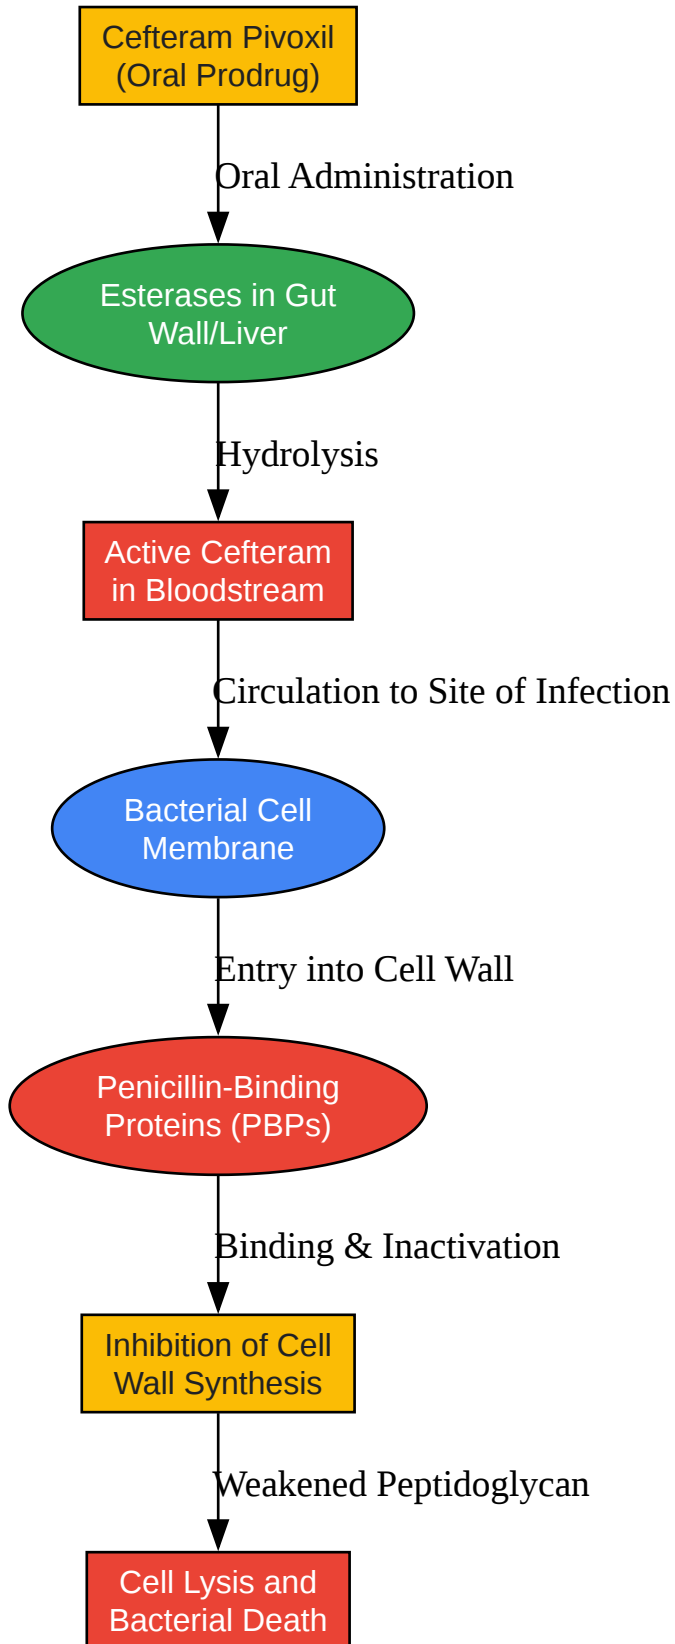 Cefteram Pivoxil
(Oral Prodrug)
Oral Administration
Esterases in Gut
Wall/Liver
Hydrolysis
Active Cefteram
in Bloodstream
Circulation to Site of Infection
Bacterial Cell
Membrane
Entry into Cell Wall
Penicillin-Binding
Proteins (PBPs)
Binding & Inactivation
Inhibition of Cell
Wall Synthesis
Weakened Peptidoglycan
Cell Lysis and
Bacterial Death